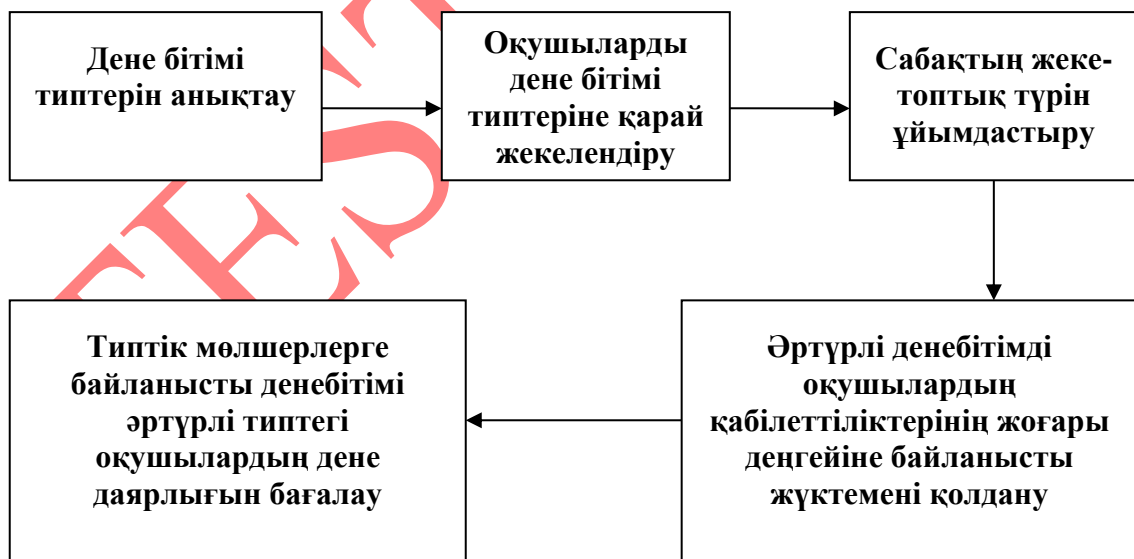 Дене бітімі
типтерін анықтау
Оқушыларды
дене бітімі
типтеріне қарай
жекелендіру
Сабақтың жеке-
топтық түрін
ұйымдастыру
Әртүрлі денебітімді
оқушылардың
қабілеттіліктерінің жоғары
деңгейіне байланысты
жүктемені қолдану
Типтік мөлшерлерге
байланысты денебітімі
әртүрлі типтегі
оқушылардың дене
даярлығын бағалау